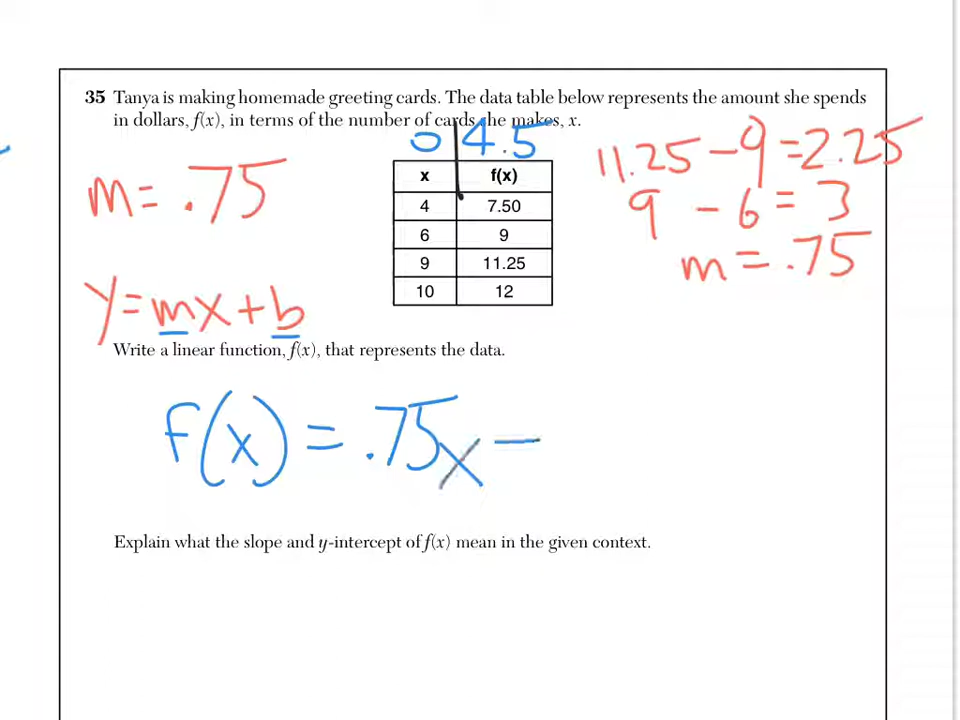 35 Tanya is making homemade greeting cards. The data table below represents the amount she spends
in dollars, f(x), in terms of the number of cards she makes, x.
0 4.5
x f(x)
4 7.50
6 9
9 11.25
10 12
11.25 - 9 = 2.25
9 - 6 = 3
m = .75
m = .75
y = mx + b
Write a linear function, f(x), that represents the data.
f(x) = .75x -
Explain what the slope and y-intercept of f(x) mean in the given context.